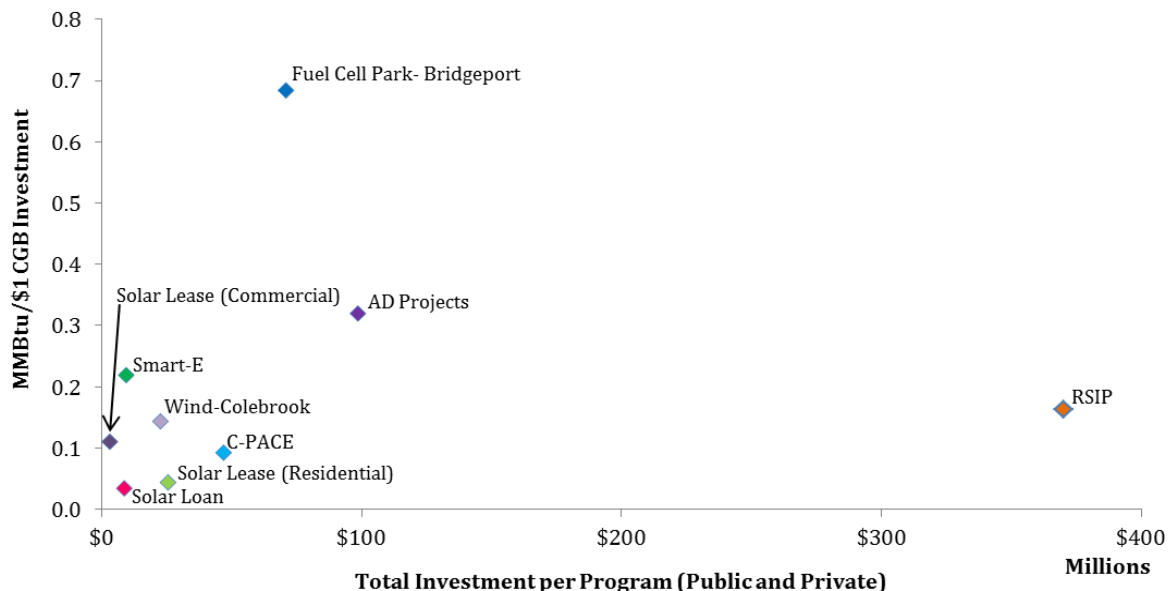 MMBtu/$1 CGB Investment
0.8
0.7
0.6
0.5
0.4
0.3
0.2
0.1
0.0
Fuel Cell Park- Bridgeport
Solar Lease (Commercial)
AD Projects
Smart-E
RSIP
Wind-Colebrook
C-PACE
Solar Lease (Residential)
Solar Loan
$0
$100
$200
$300
$400
Millions
Total Investment per Program (Public and Private)